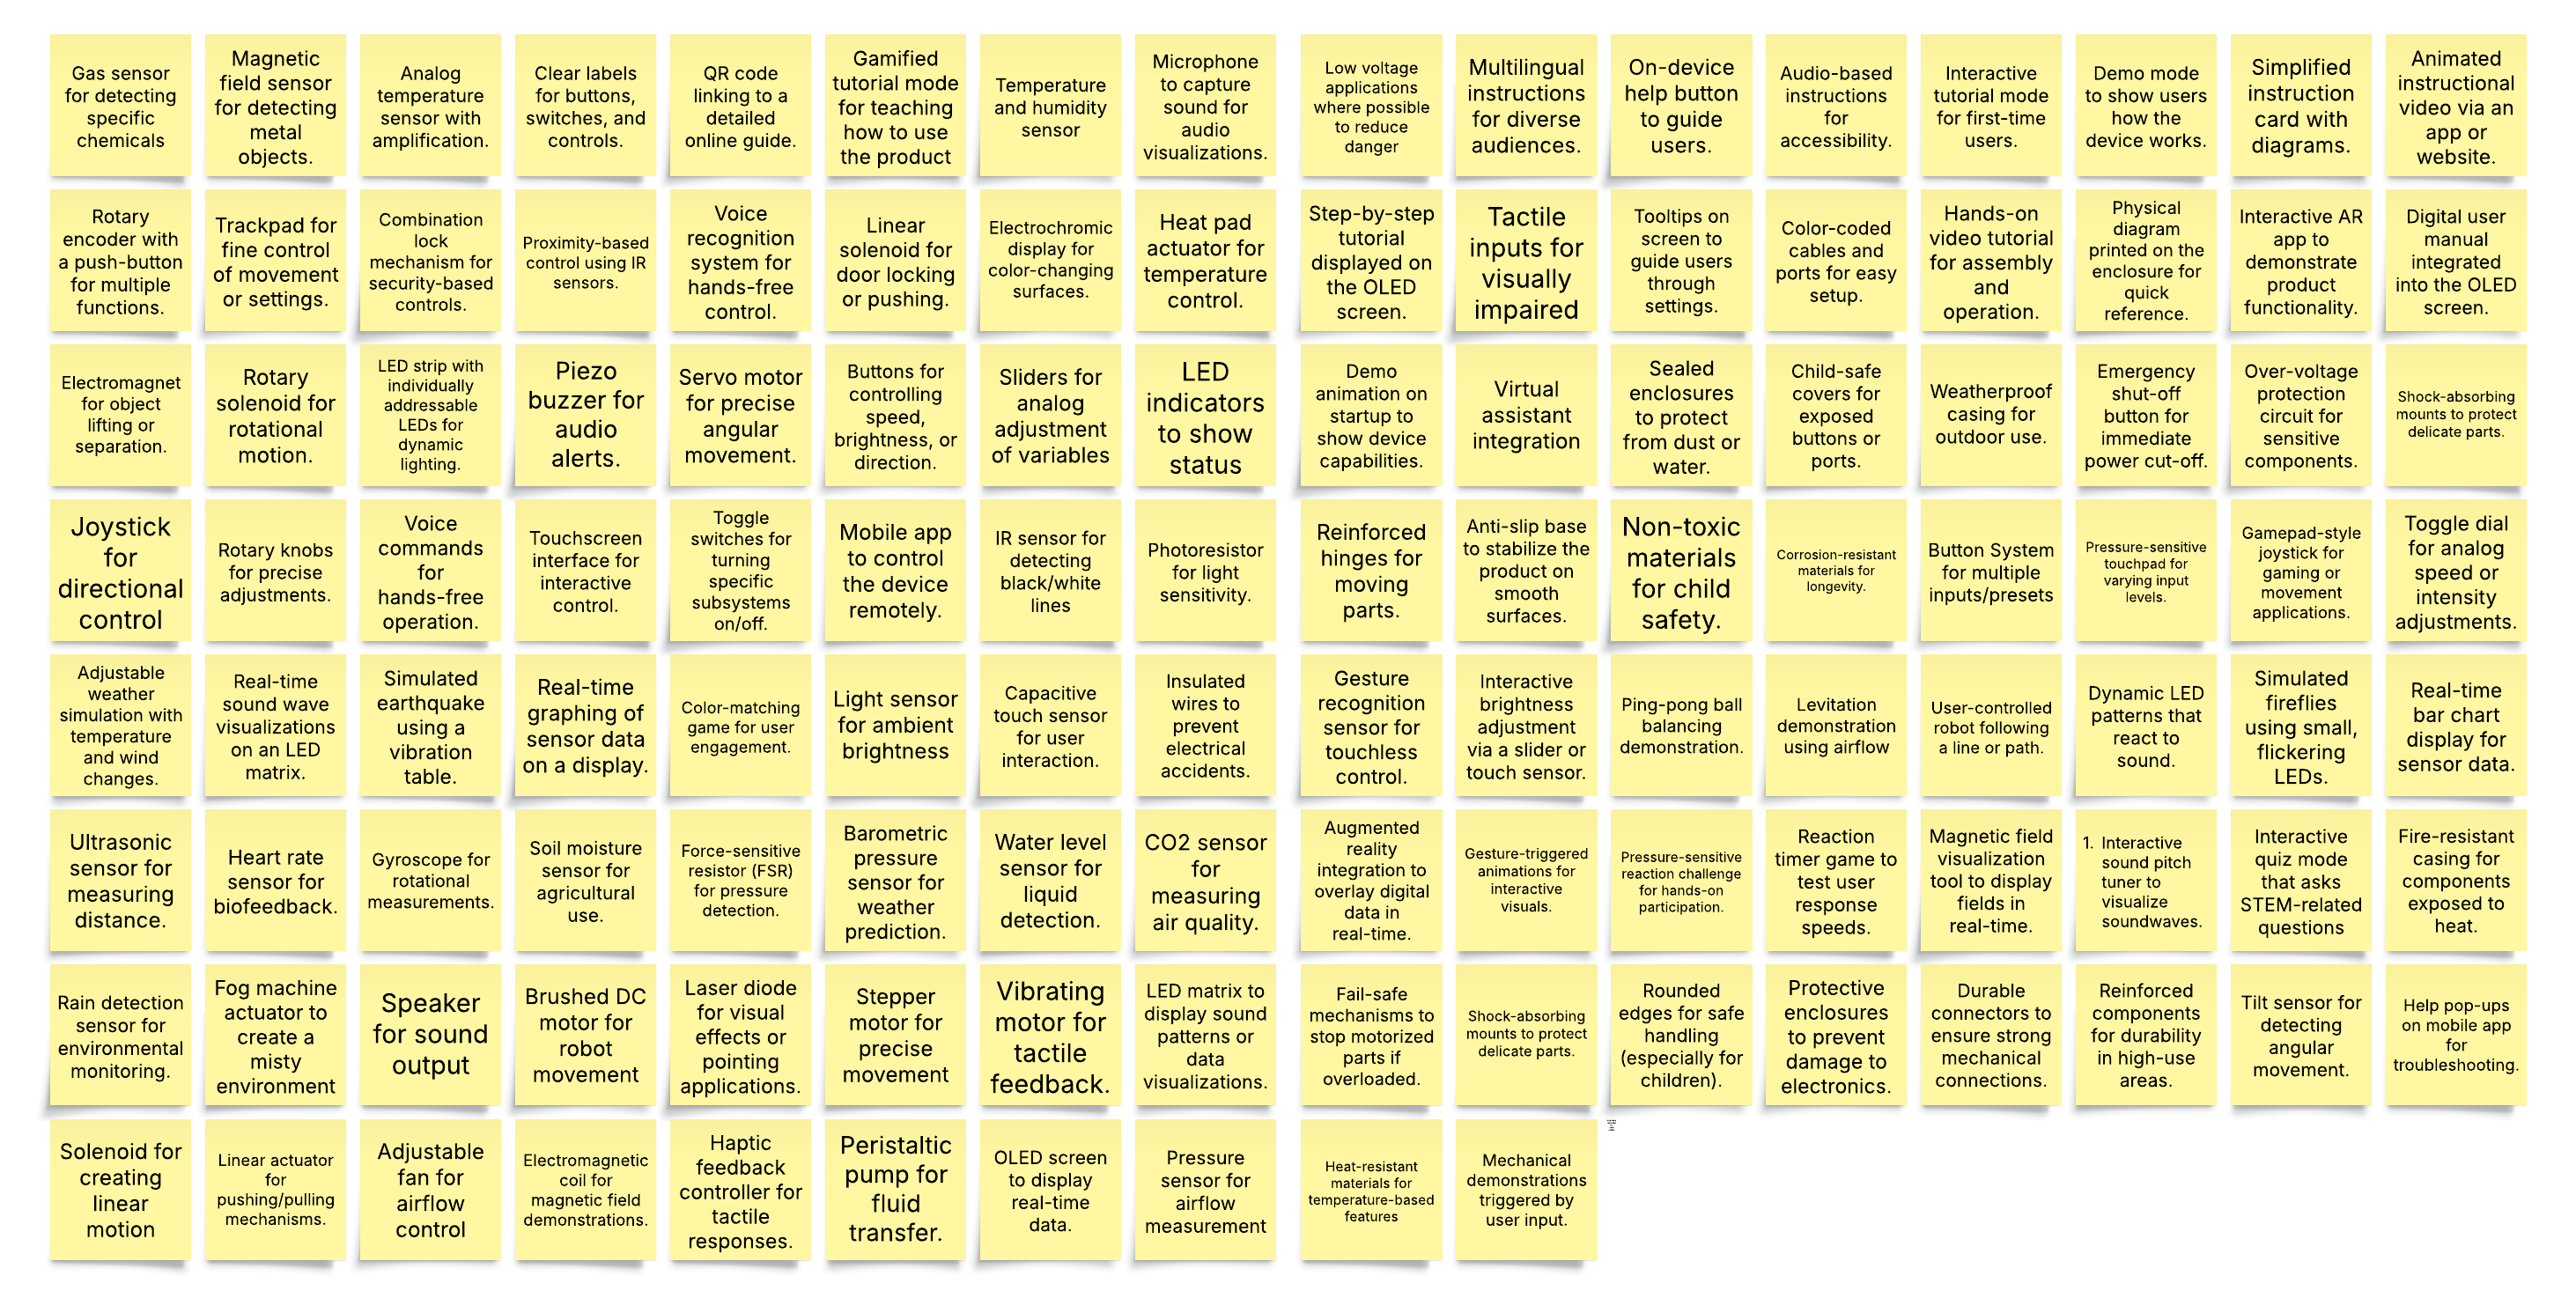 Gas sensor
for detecting
specific
chemicals
Magnetic
field sensor
for detecting
metal
objects.
Analog
temperature
sensor with
amplification.
Clear labels
for buttons,
switches, and
controls.
QR code
linking to a
detailed
online guide.
Gamified
tutorial mode
for teaching
how to use
the product
Temperature
and humidity
sensor
Microphone
to capture
sound for
audio
visualizations.
Low voltage
applications
where possible
to reduce
danger
Multilingual
instructions
for diverse
audiences.
On-device
help button
to guide
users.
Audio-based
instructions
for
accessibility.
Interactive
tutorial mode
for first-time
users.
Demo mode
to show users
how the
device works.
Simplified
instruction
card with
diagrams.
Animated
instructional
video via an
app or
website.
Rotary
encoder with
a push-button
for multiple
functions.
Trackpad for
fine control
of movement
or settings.
Combination
lock
mechanism for
security-based
controls.
Proximity-based
control using IR
sensors.
Voice
recognition
system for
hands-free
control.
Linear
solenoid for
door locking
or pushing.
Electrochromic
display for
color-changing
surfaces.
Heat pad
actuator for
temperature
control.
Step-by-step
tutorial
displayed on
the OLED
screen.
Tactile
inputs for
visually
impaired
Tooltips on
screen to
guide users
through
settings.
Color-coded
cables and
ports for easy
setup.
Hands-on
video tutorial
for assembly
and
operation.
Physical
diagram
printed on the
enclosure for
quick
reference.
Interactive AR
app to
demonstrate
product
functionality.
Digital user
manual
integrated
into the OLED
screen.
Electromagnet
for object
lifting or
separation.
Rotary
solenoid for
rotational
motion.
LED strip with
individually
addressable
LEDs for
dynamic
lighting.
Piezo
buzzer for
audio
alerts.
Servo motor
for precise
angular
movement.
Buttons for
controlling
speed,
brightness, or
direction.
Sliders for
analog
adjustment
of variables
LED
indicators
to show
status
Demo
animation on
startup to
show device
capabilities.
Virtual
assistant
integration
Sealed
enclosures
to protect
from dust or
water.
Child-safe
covers for
exposed
buttons or
ports.
Weatherproof
casing for
outdoor use.
Emergency
shut-off
button for
immediate
power cut-off.
Over-voltage
protection
circuit for
sensitive
components.
Shock-absorbing
mounts to protect
delicate parts.
Joystick
for
directional
control
Rotary knobs
for precise
adjustments.
Voice
commands
for
hands-free
operation.
Touchscreen
interface for
interactive
control.
Toggle
switches for
turning
specific
subsystems
on/off.
Mobile app
to control
the device
remotely.
IR sensor for
detecting
black/white
lines
Photoresistor
for light
sensitivity.
Reinforced
hinges for
moving
parts.
Anti-slip base
to stabilize the
product on
smooth
surfaces.
Non-toxic
materials
for child
safety.
Corrosion-resistant
materials for
longevity.
Button System
for multiple
inputs/presets
Pressure-sensitive
touchpad for
varying input
levels.
Gamepad-style
joystick for
gaming or
movement
applications.
Toggle dial
for analog
speed or
intensity
adjustments.
Adjustable
weather
simulation with
temperature
and wind
changes.
Real-time
sound wave
visualizations
on an LED
matrix.
Simulated
earthquake
using a
vibration
table.
Real-time
graphing of
sensor data
on a display.
Color-matching
game for user
engagement.
Light sensor
for ambient
brightness
Capacitive
touch sensor
for user
interaction.
Insulated
wires to
prevent
electrical
accidents.
Gesture
recognition
sensor for
touchless
control.
Interactive
brightness
adjustment
via a slider or
touch sensor.
Ping-pong ball
balancing
demonstration.
Levitation
demonstration
using airflow
User-controlled
robot following
a line or path.
Dynamic LED
patterns that
react to
sound.
Simulated
fireflies
using small,
flickering
LEDs.
Real-time
bar chart
display for
sensor data.
Ultrasonic
sensor for
measuring
distance.
Heart rate
sensor for
biofeedback.
Gyroscope for
rotational
measurements.
Soil moisture
sensor for
agricultural
use.
Force-sensitive
resistor (FSR)
for pressure
detection.
Barometric
pressure
sensor for
weather
prediction.
Water level
sensor for
liquid
detection.
CO2 sensor
for
measuring
air quality.
Augmented
reality
integration to
overlay digital
data in
real-time.
Gesture-triggered
animations for
interactive
visuals.
Pressure-sensitive
reaction challenge
for hands-on
participation.
Reaction
timer game to
test user
response
speeds.
Magnetic field
visualization
tool to display
fields in
real-time.
1. Interactive
sound pitch
tuner to
visualize
soundwaves.
Interactive
quiz mode
that asks
STEM-related
questions
Fire-resistant
casing for
components
exposed to
heat.
Rain detection
sensor for
environmental
monitoring.
Fog machine
actuator to
create a
misty
environment
Speaker
for sound
output
Brushed DC
motor for
robot
movement
Laser diode
for visual
effects or
pointing
applications.
Stepper
motor for
precise
movement
Vibrating
motor for
tactile
feedback.
LED matrix to
display sound
patterns or
data
visualizations.
Fail-safe
mechanisms to
stop motorized
parts if
overloaded.
Shock-absorbing
mounts to protect
delicate parts.
Rounded
edges for safe
handling
(especially for
children).
Protective
enclosures
to prevent
damage to
electronics.
Durable
connectors to
ensure strong
mechanical
connections.
Reinforced
components
for durability
in high-use
areas.
Tilt sensor for
detecting
angular
movement.
Help pop-ups
on mobile app
for
troubleshooting.
Solenoid for
creating
linear
motion
Linear actuator
for
pushing/pulling
mechanisms.
Adjustable
fan for
airflow
control
Electromagnetic
coil for
magnetic field
demonstrations.
Haptic
feedback
controller for
tactile
responses.
Peristaltic
pump for
fluid
transfer.
OLED screen
to display
real-time
data.
Pressure
sensor for
airflow
measurement
Heat-resistant
materials for
temperature-based
features
Mechanical
demonstrations
triggered by
user input.